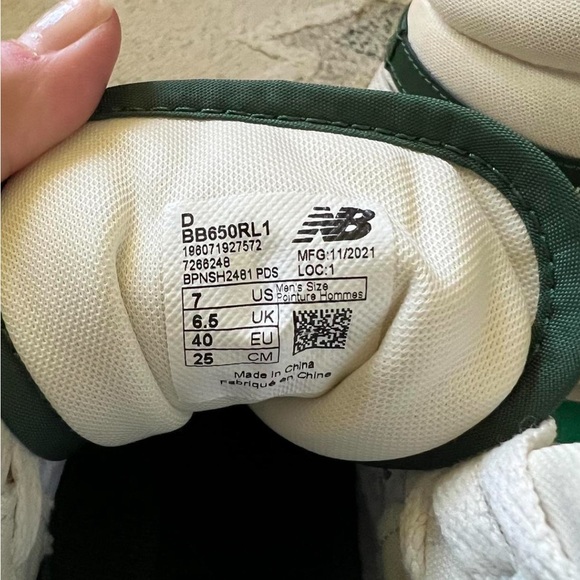 D
BB650RL1
196071927572
7266248
BPNSH2481 PDS
NB
MFG:11/2021
LOC:1
7 US Men's Size Pointure Hommes
6.5 UK
40 EU
25 CM
Made In China
Fabriqué en Chine